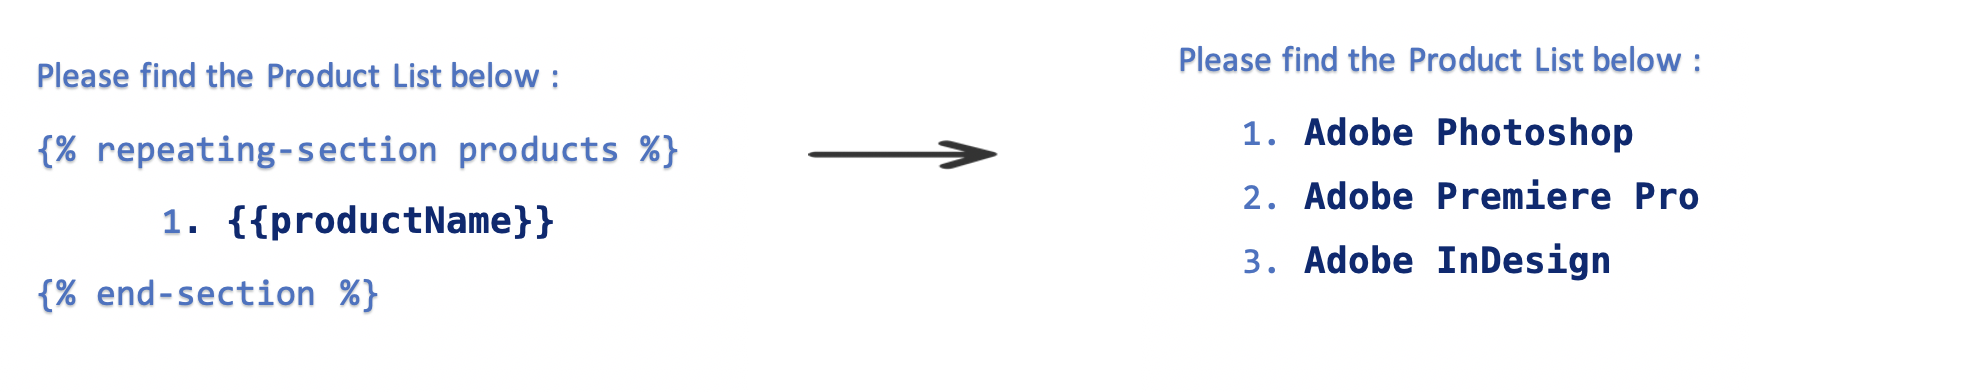 Please find the Product List below :
{% repeating-section products %}
1. {{productName}}
{% end-section %}
Please find the Product List below :
1. Adobe Photoshop
2. Adobe Premiere Pro
3. Adobe InDesign